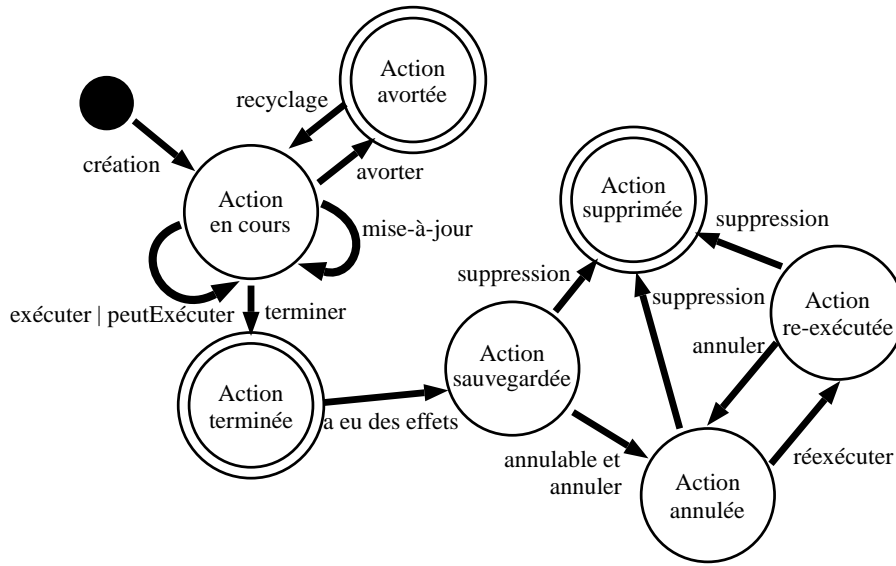 Action
avortée
recyclage
création
avorter
Action
en cours
mise-à-jour
Action
supprimée
suppression
suppression
exécuter | peutExécuter
terminer
suppression
Action
re-exécutée
annuler
Action
sauvegardée
Action
terminée
a eu des effets
annulable et
annuler
réexécuter
Action
annulée